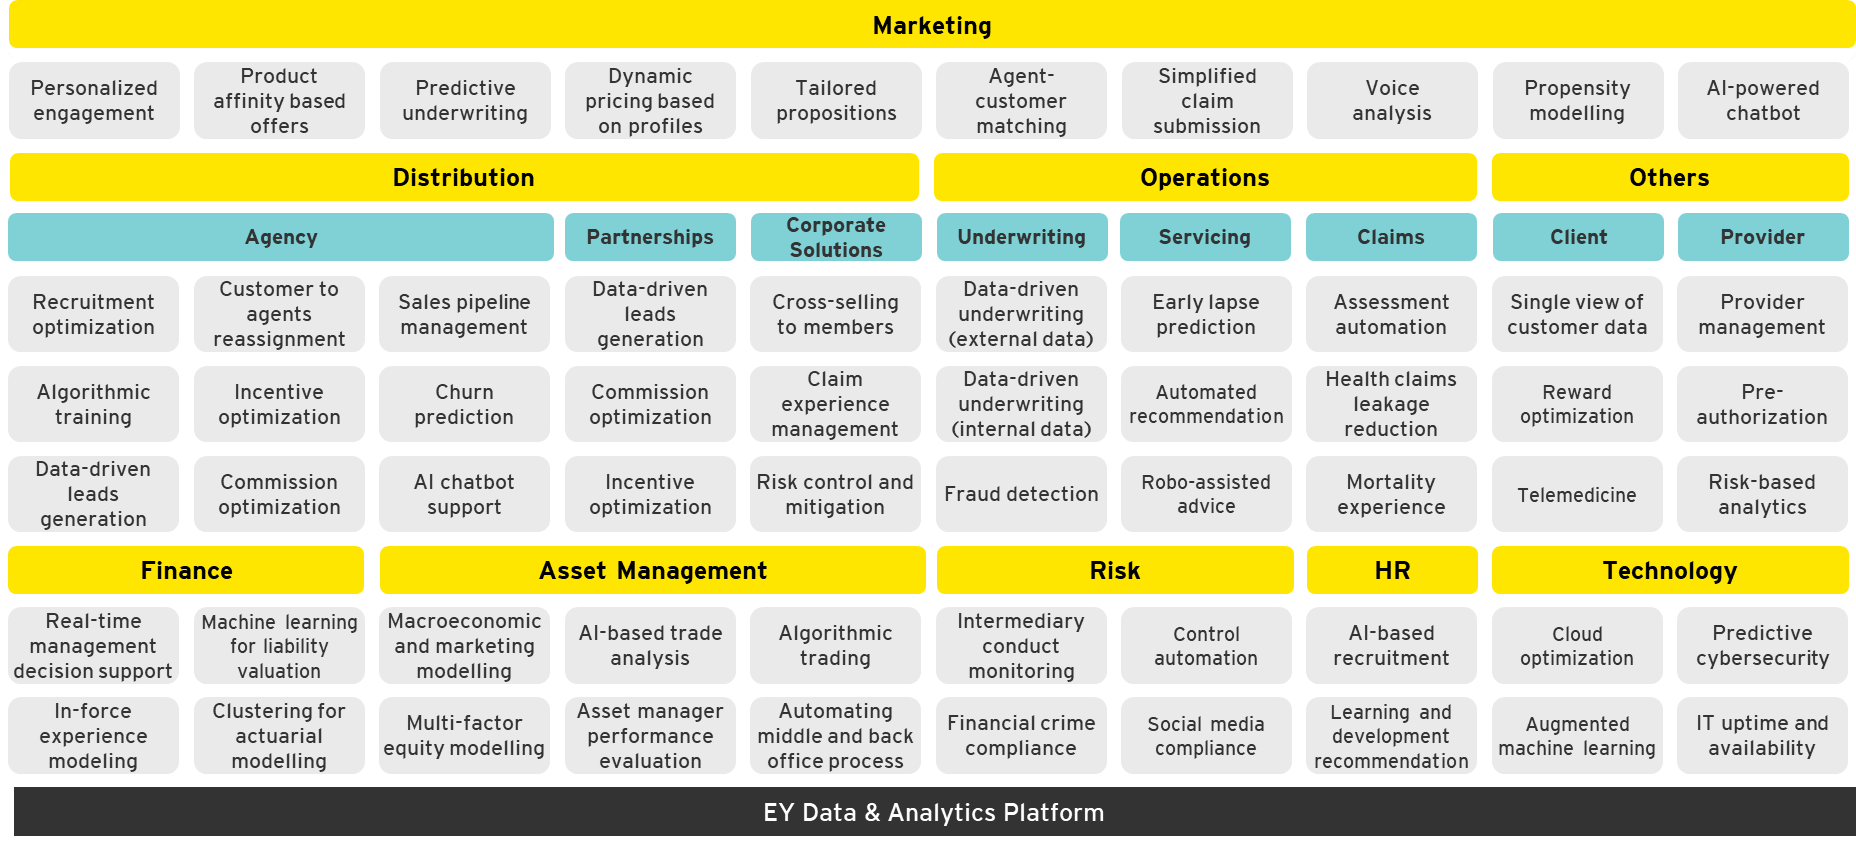 Marketing
Personalized
engagement
Product
affinity based
offers
Predictive
underwriting
Dynamic
pricing based
on profiles
Tailored
propositions
Agent-
customer
matching
Simplified
claim
submission
Voice
analysis
Propensity
modelling
AI-powered
chatbot
Distribution
Operations
Others
Agency
Partnerships
Corporate
Solutions
Underwriting
Servicing
Claims
Client
Provider
Recruitment
optimization
Customer to
agents
reassignment
Sales pipeline
management
Data-driven
leads
generation
Cross-selling
to members
Data-driven
underwriting
(external data)
Early lapse
prediction
Assessment
automation
Single view of
customer data
Provider
management
Algorithmic
training
Incentive
optimization
Churn
prediction
Commission
optimization
Claim
experience
management
Data-driven
underwriting
(internal data)
Automated
recommendation
Health claims
leakage
reduction
Reward
optimization
Pre-
authorization
Data-driven
leads
generation
Commission
optimization
AI chatbot
support
Incentive
optimization
Risk control and
mitigation
Fraud detection
Robo-assisted
advice
Mortality
experience
Telemedicine
Risk-based
analytics
Finance
Asset Management
Risk
HR
Technology
Real-time
management
decision support
Machine learning
for liability
valuation
Macroeconomic
and marketing
modelling
AI-based trade
analysis
Algorithmic
trading
Intermediary
conduct
monitoring
Control
automation
AI-based
recruitment
Cloud
optimization
Predictive
cybersecurity
In-force
experience
modeling
Clustering for
actuarial
modelling
Multi-factor
equity modelling
Asset manager
performance
evaluation
Automating
middle and back
office process
Financial crime
compliance
Social media
compliance
Learning and
development
recommendation
Augmented
machine learning
IT uptime and
availability
EY Data & Analytics Platform